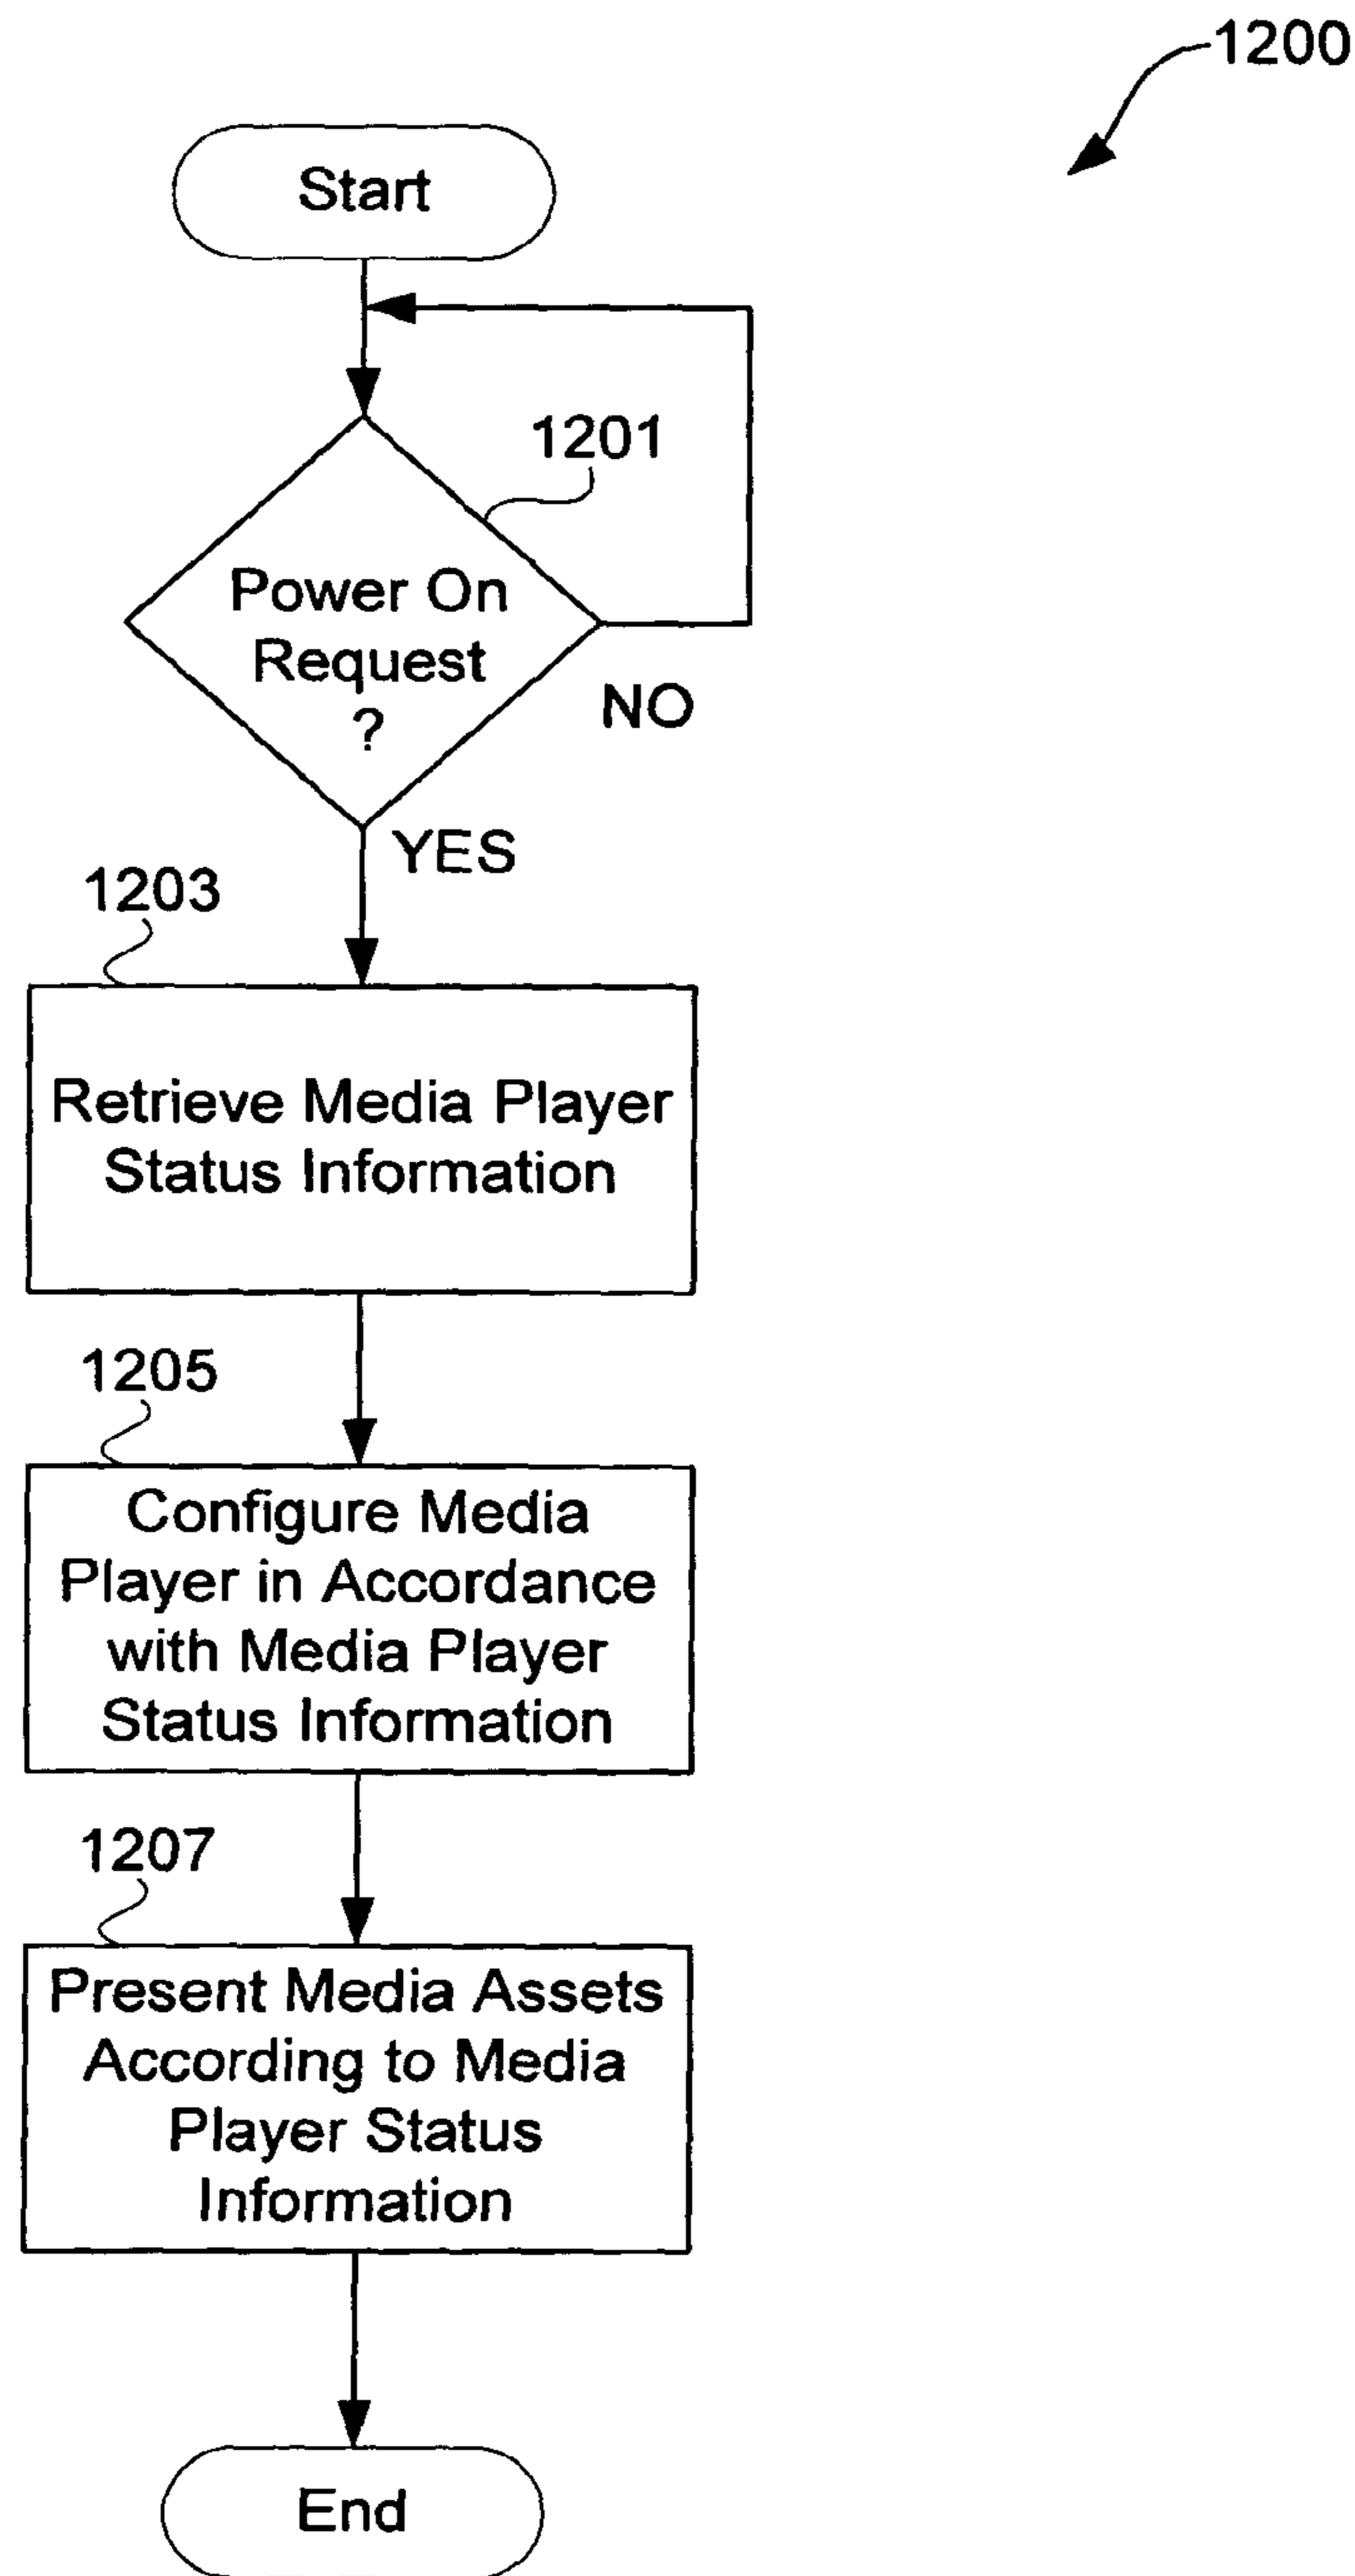 1200
Start
1201
Power On
Request
?
NO
YES
1203
Retrieve Media Player
Status Information
1205
Configure Media
Player in Accordance
with Media Player
Status Information
1207
Present Media Assets
According to Media
Player Status
Information
End